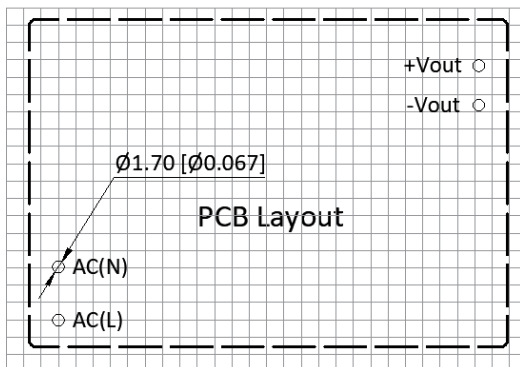 +Vout
-Vout
Ø1.70 [Ø0.067]
PCB Layout
AC(N)
AC(L)